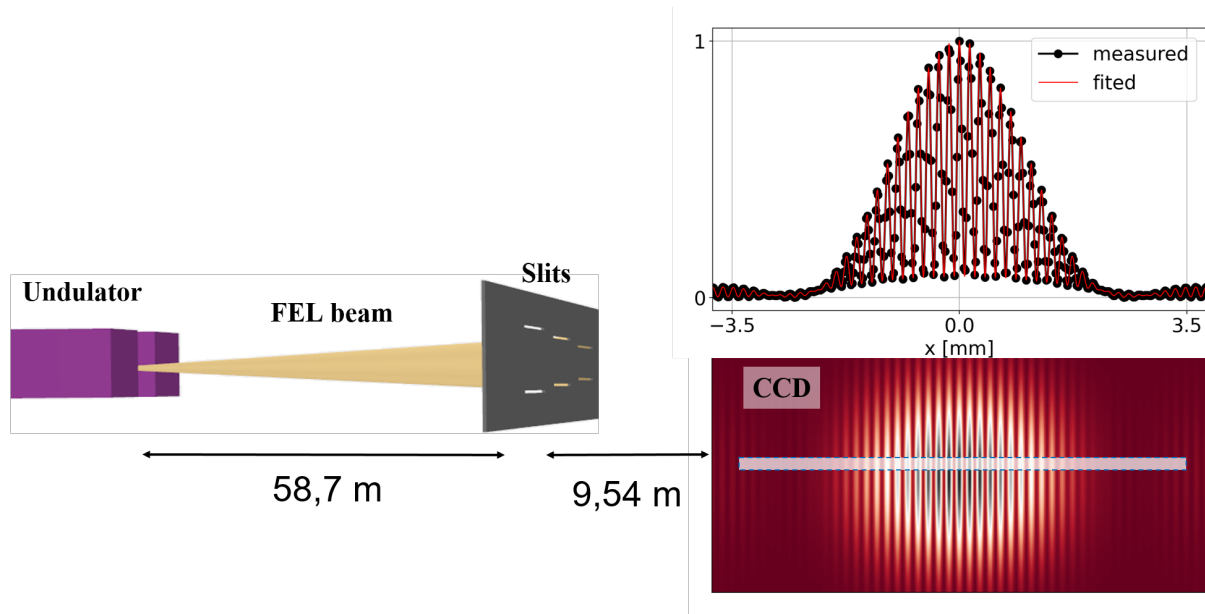 Undulator
FEL beam
Slits
58,7 m
9,54 m
1
0
measured
fited
−3.5
0.0
3.5
x [mm]
CCD